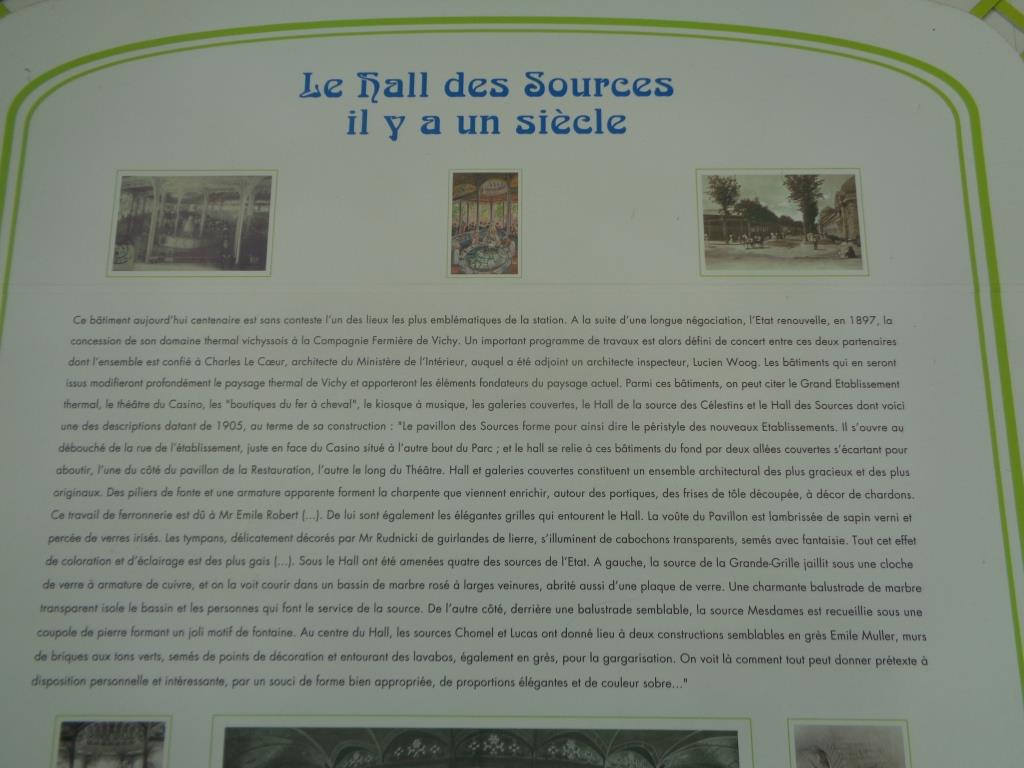 Le Hall des Sources
il y a un siècle
Ce bâtiment aujourd'hui centenaire est sans conteste l'un des lieux les plus emblématiques de la station. A la suite d'une longue négociation, l'Etat renouvelle, en 1897, la
concession de son domaine thermal vichyssois à la Compagnie Fermière de Vichy. Un important programme de travaux est alors défini de concert entre ces deux partenaires
dont l'ensemble est confié à Charles Le Cœur, architecte du Ministère de l'Intérieur, auquel a été adjoint un architecte inspecteur, Lucien Woog. Les bâtiments qui en seront
issus modifieront profondément le paysage thermal de Vichy et apporteront les éléments fondateurs du paysage actuel. Parmi ces bâtiments, on peut citer le Grand Etablissement
thermal, le théâtre du Casino, les "boutiques du fer à cheval", le kiosque à musique, les galeries couvertes, le Hall de la source des Célestins et le Hall des Sources dont voici
une des descriptions datant de 1905, au terme de sa construction : "Le pavillon des Sources forme pour ainsi dire le péristyle des nouveaux Etablissements. Il s'ouvre au
débouché de la rue de l'établissement, juste en face du Casino situé à l'autre bout du Parc ; et le hall se relie à ces bâtiments du fond par deux allées couvertes s'écartant pour
aboutir, l'une du côté du pavillon de la Restauration, l'autre le long du Théâtre. Hall et galeries couvertes constituent un ensemble architectural des plus gracieux et des plus
originaux. Des piliers de fonte et une armature apparente forment la charpente que viennent enrichir, autour des portiques, des frises de tôle découpée, à décor de chardons.
Ce travail de ferronnerie est dû à Mr Emile Robert (...). De lui sont également les élégantes grilles qui entourent le Hall. La voûte du Pavillon est lambrissée de sapin verni et
percée de verres irisés. Les tympans, délicatement décorés par Mr Rudnicki de guirlandes de lierre, s'illuminent de cabochons transparents, semés avec fantaisie. Tout cet effet
de coloration et d'éclairage est des plus gais (...). Sous le Hall ont été amenées quatre des sources de l'Etat. A gauche, la source de la Grande-Grille jaillit sous une cloche
de verre à armature de cuivre, et on la voit courir dans un bassin de marbre rosé à larges veinures, abrité aussi d'une plaque de verre. Une charmante balustrade de marbre
transparent isole le bassin et les personnes qui font le service de la source. De l'autre côté, derrière une balustrade semblable, la source Mesdames est recueillie sous une
coupole de pierre formant un joli motif de fontaine. Au centre du Hall, les sources Chomel et Lucas ont donné lieu à deux constructions semblables en grès Emile Muller, murs
de briques aux tons verts, semés de points de décoration et entourant des lavabos, également en grès, pour la gargarisation. On voit là comment tout peut donner prétexte à
disposition personnelle et intéressante, par un souci de forme bien appropriée, de proportions élégantes et de couleur sobre..."